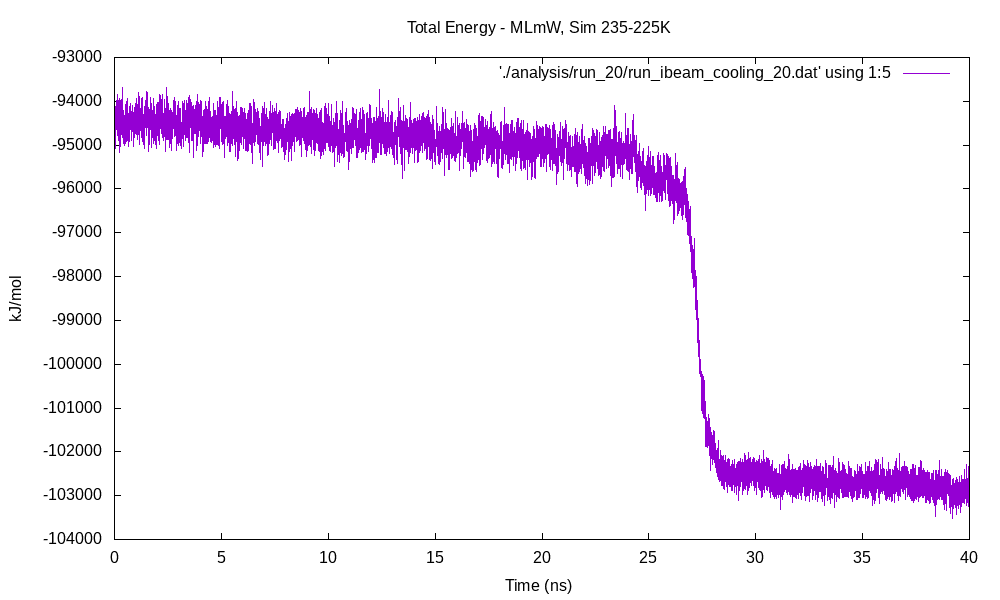 Total Energy - MLmW, Sim 235-225K
'./analysis/run_20/run_ibeam_cooling_20.dat' using 1:5
-93000
-94000
-95000
-96000
-97000
-98000
-99000
-100000
-101000
-102000
-103000
-104000
kJ/mol
0 5 10 15 20 25 30 35 40
Time (ns)